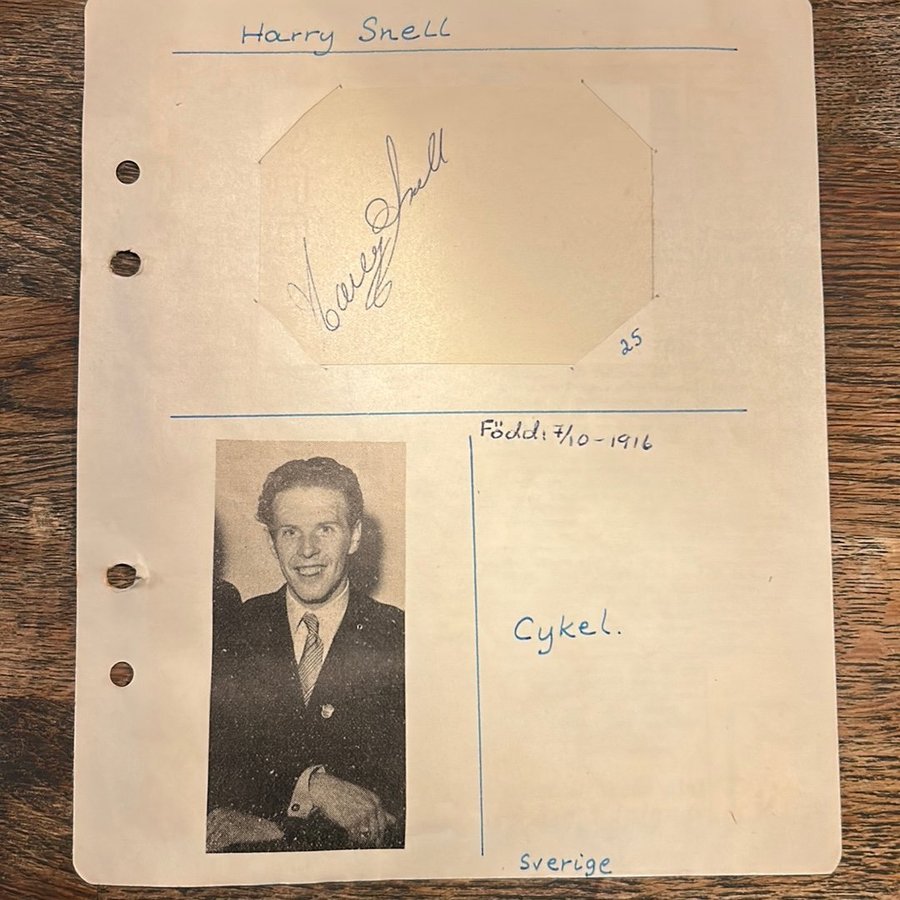 Harry Snell
Harry Snell
25
Född: 7/10-1916
Cykel.
Sverige